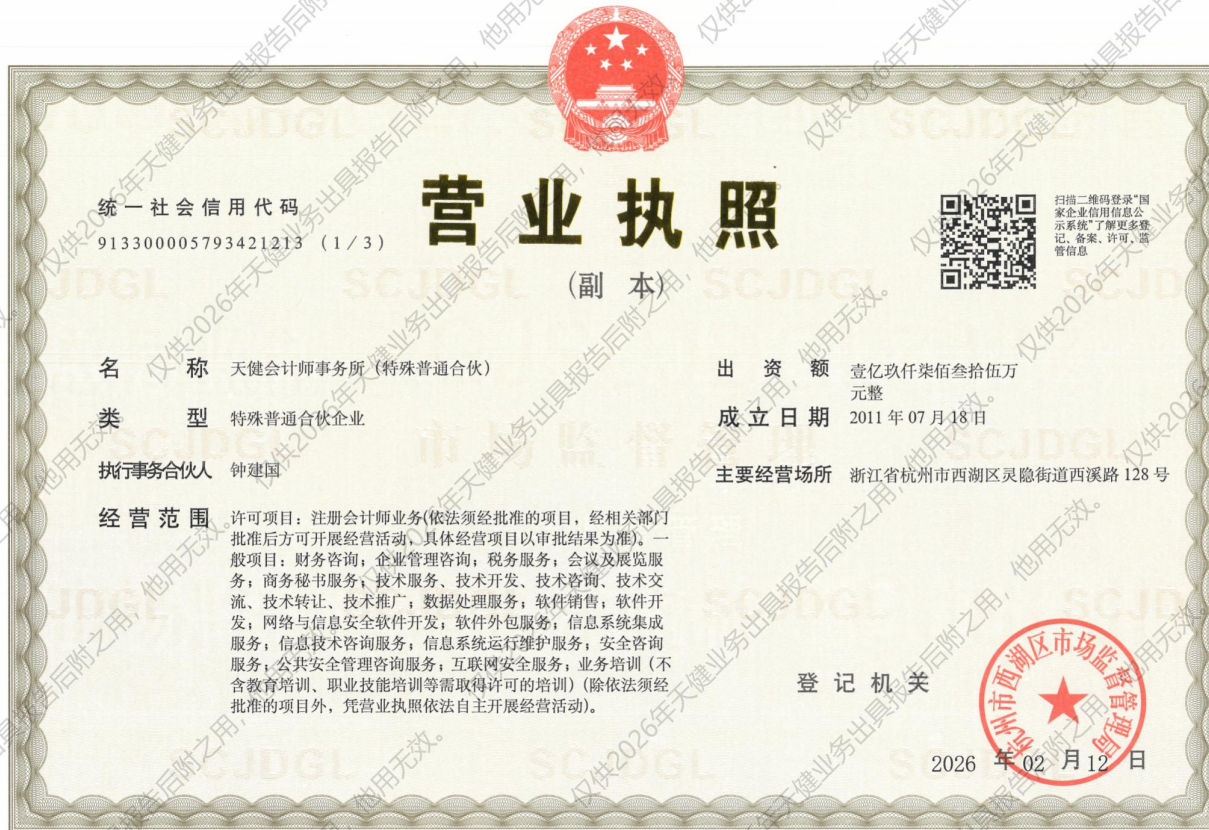 营业执照
(副 本)
统一社会信用代码
913300005793421213 (1/3)
扫描二维码登录"国
家企业信用信息公
示系统"了解更多登
记、备案、许可、监
管信息
名 称 天健会计师事务所(特殊普通合伙)
类 型 特殊普通合伙企业
执行事务合伙人 钟建国
经营范围 许可项目:注册会计师业务(依法须经批准的项目,经相关部门
批准后方可开展经营活动,具体经营项目以审批结果为准)。一
般项目:财务咨询;企业管理咨询;税务服务;会议及展览服
务;商务秘书服务;技术服务、技术开发、技术咨询、技术交
流、技术转让、技术推广;数据处理服务;软件销售;软件开
发;网络与信息安全软件开发;软件外包服务;信息系统集成
服务;信息技术咨询服务;信息系统运行维护服务;安全咨询
服务;公共安全管理咨询服务;互联网安全服务;业务培训(不
含教育培训、职业技能培训等需取得许可的培训)(除依法须经
批准的项目外,凭营业执照依法自主开展经营活动)。
出 资 额 壹亿玖仟柒佰叁拾伍万
元整
成立日期 2011年07月18日
主要经营场所 浙江省杭州市西湖区灵隐街道西溪路128号
登记机关
杭州市西湖区市场监督管理局
2026 年 02 月 12 日
仅供2026年天健业务出具报告后附之用,他用无效。
SCJDGL
市场监督管理